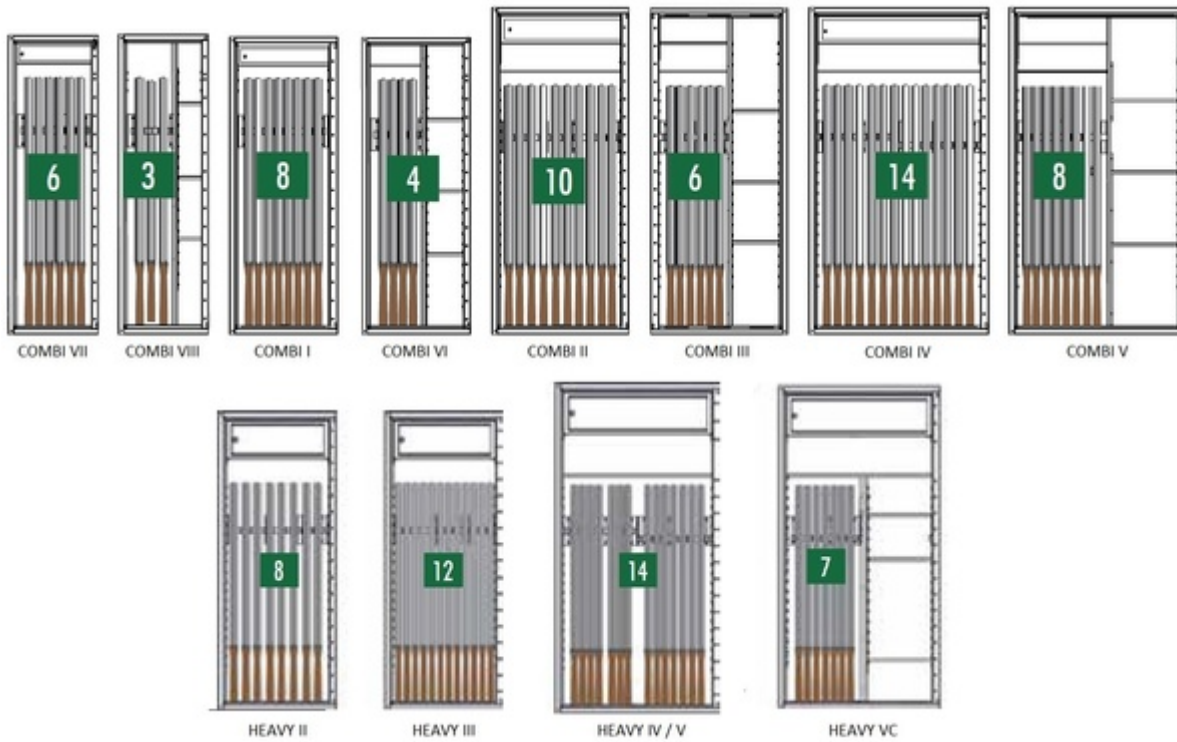 6 3 8 4 10 6 14 8
COMBI VII COMBI VIII COMBI I COMBI VI COMBI II COMBI III COMBI IV COMBI V
8 12 14 7
HEAVY II HEAVY III HEAVY IV / V HEAVY VC